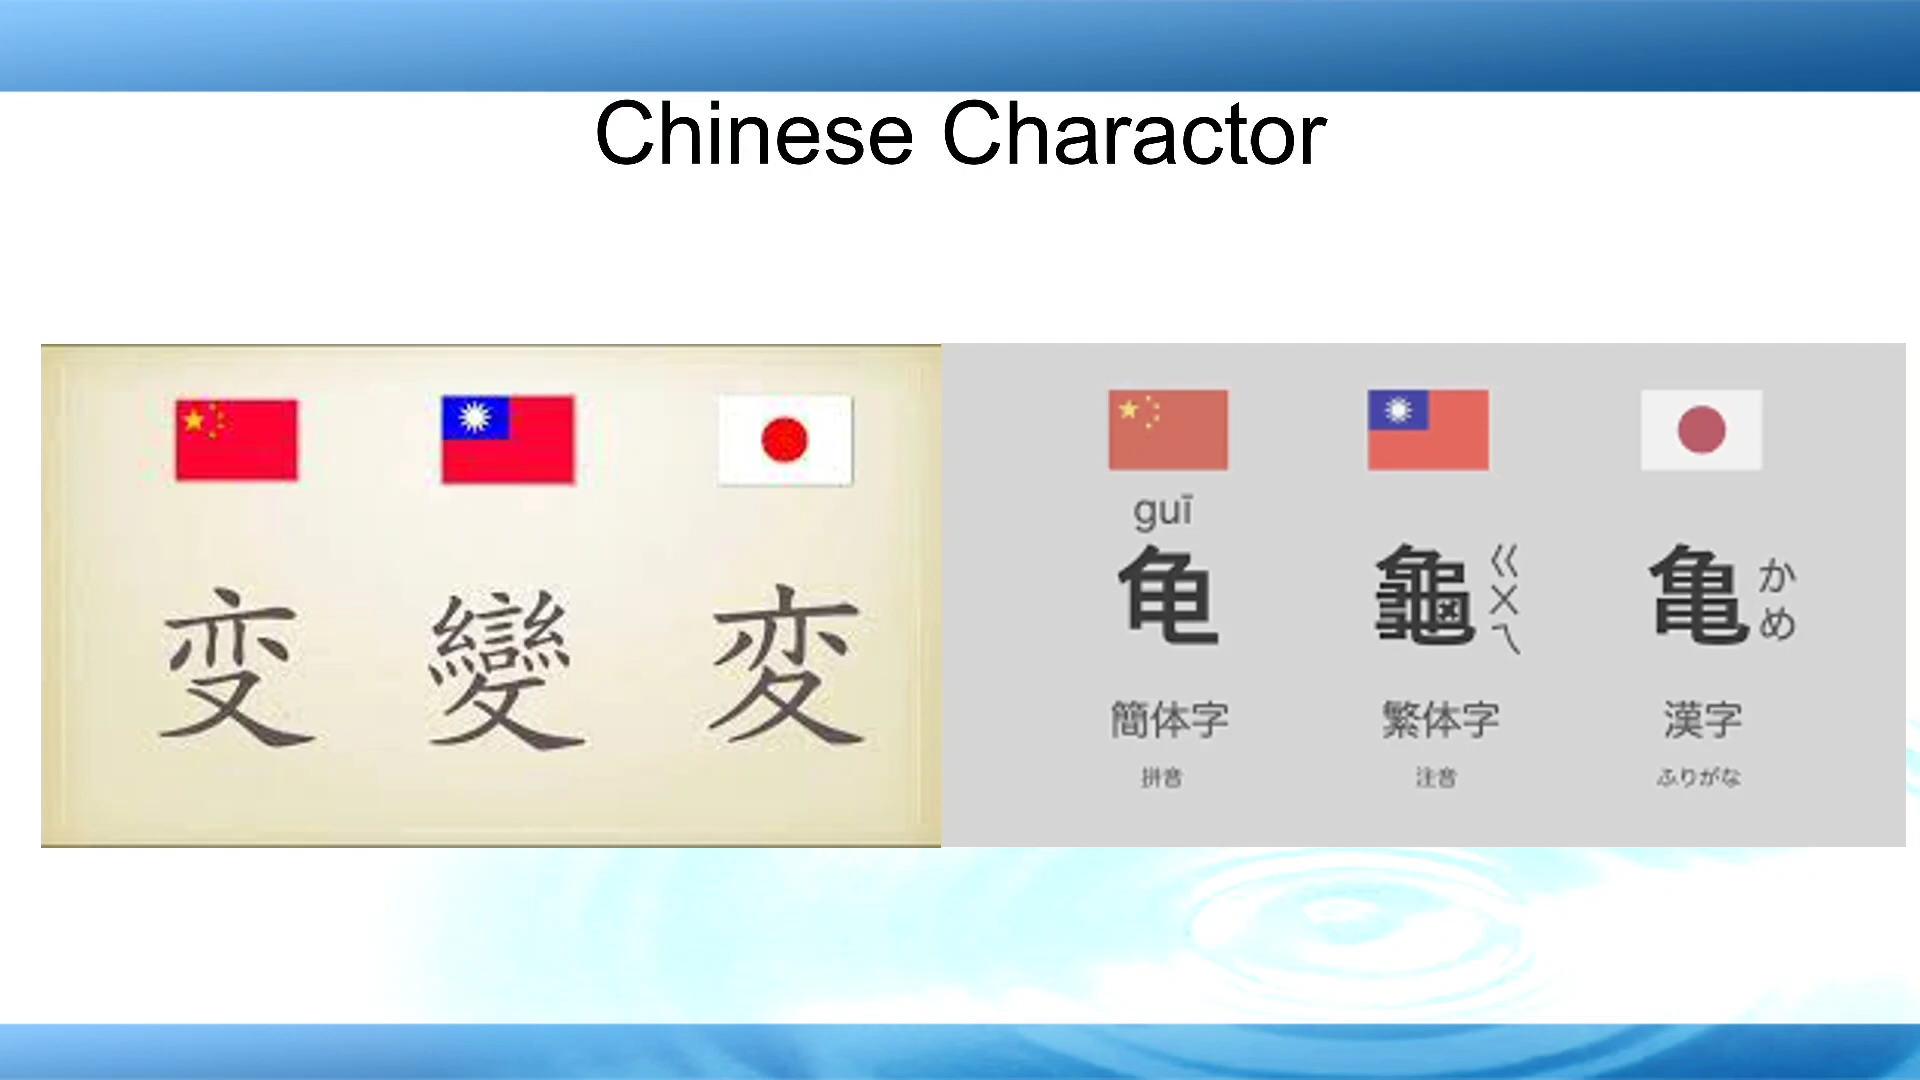 Chinese Charactor
变 變 変
guī
龟 龜 亀
ㄍㄨㄟ
かめ
簡体字 繁体字 漢字
拼音 注音 ふりがな